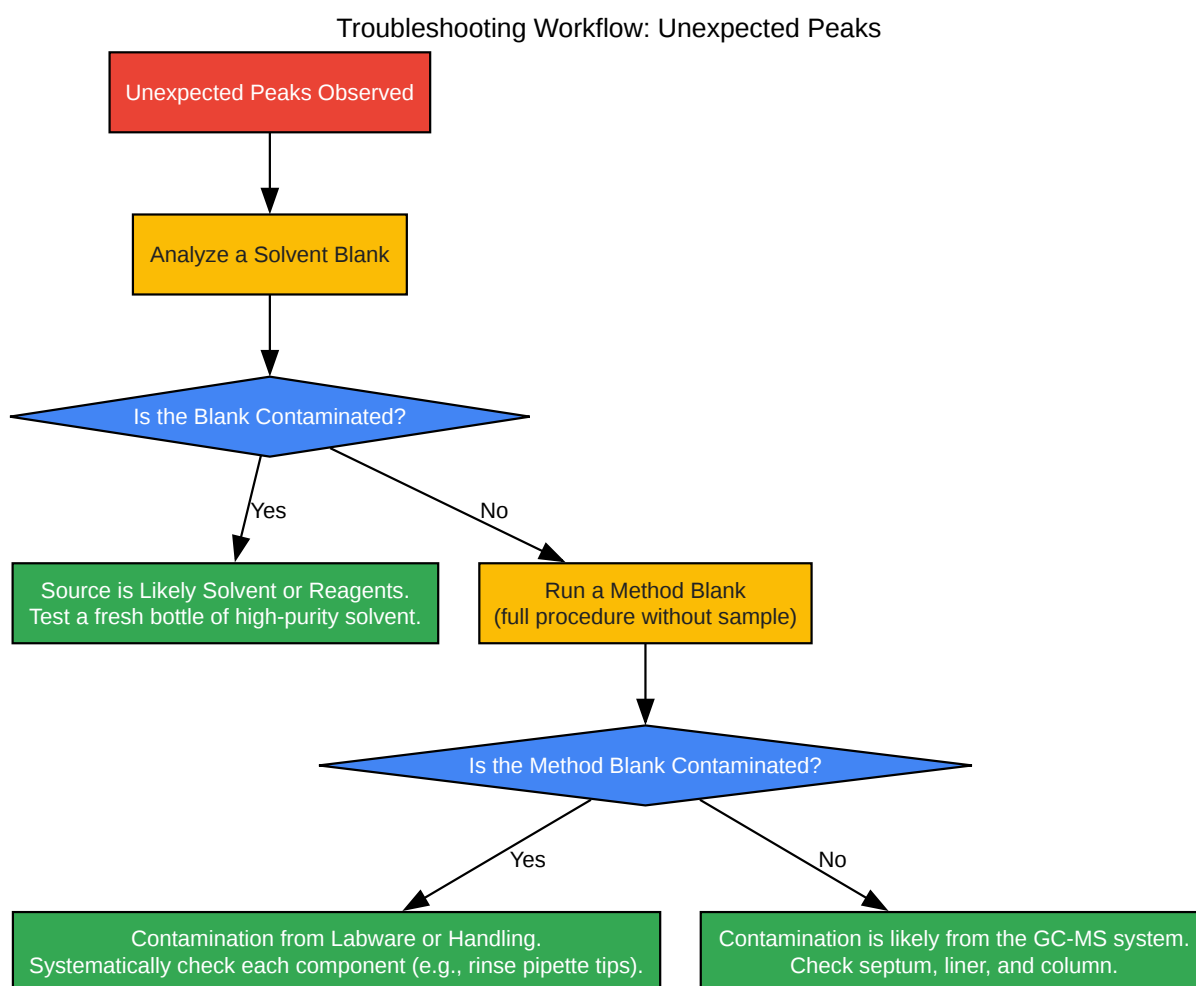 Troubleshooting Workflow: Unexpected Peaks
Unexpected Peaks Observed
Analyze a Solvent Blank
Is the Blank Contaminated?
Yes
No
Source is Likely Solvent or Reagents.
Test a fresh bottle of high-purity solvent.
Run a Method Blank
(full procedure without sample)
Is the Method Blank Contaminated?
Yes
No
Contamination from Labware or Handling.
Systematically check each component (e.g., rinse pipette tips).
Contamination is likely from the GC-MS system.
Check septum, liner, and column.